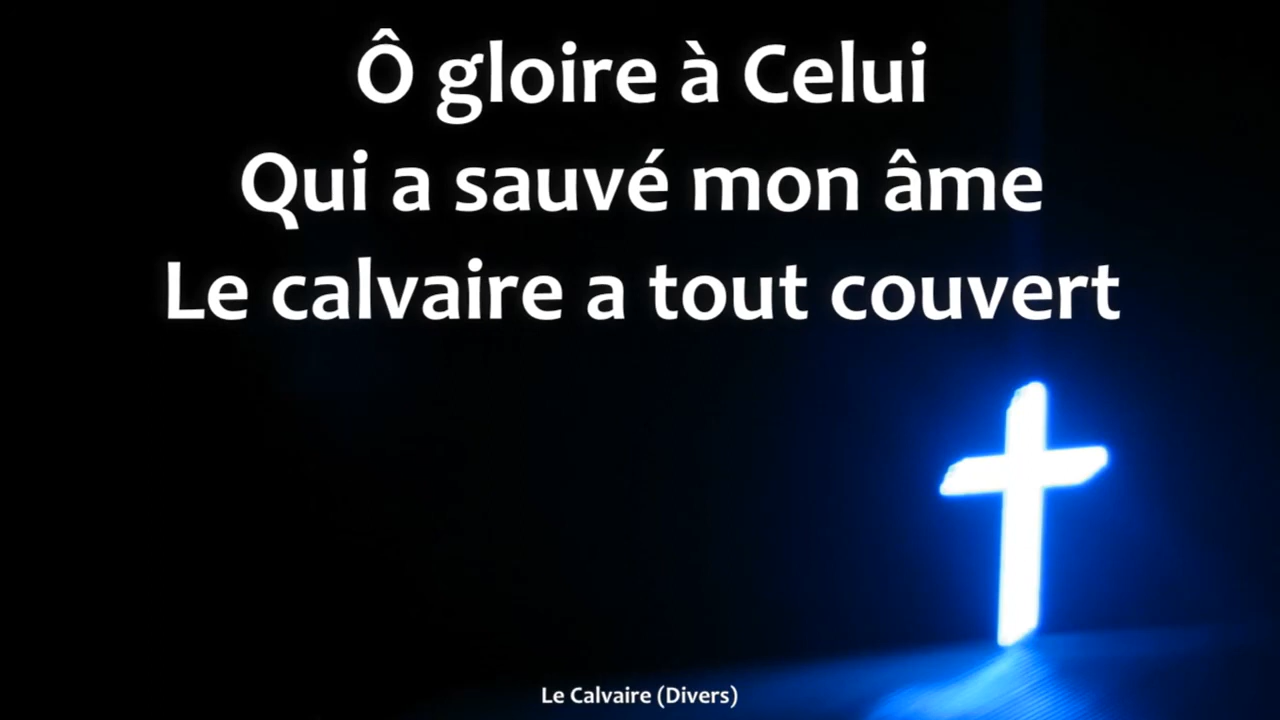 Ô gloire à Celui
Qui a sauvé mon âme
Le calvaire a tout couvert
Le Calvaire (Divers)